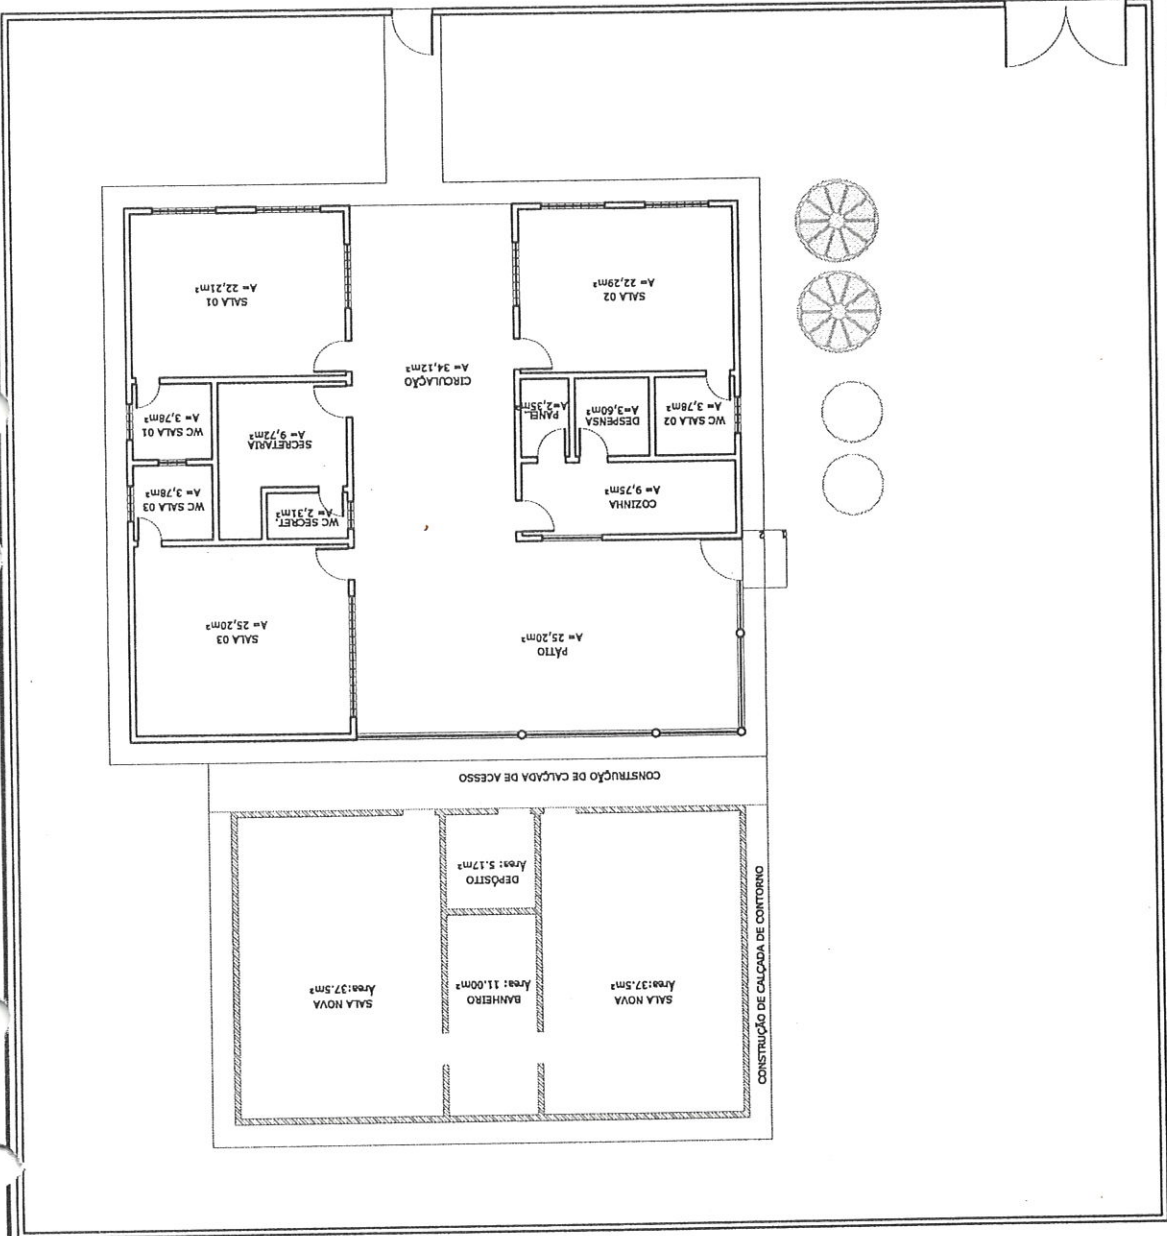 SALA NOVA
Área:37.5m²
BANHEIRO
Área: 11.00m²
SALA NOVA
Área:37.5m²
DEPÓSITO
Área: 5.17m²
CONSTRUÇÃO DE CALÇADA DE CONTORNO
CONSTRUÇÃO DE CALÇADA DE ACESSO
PÁTIO
A= 25,20m²
SALA 03
A= 25,20m²
COZINHA
A= 9,75m²
WC SECRET.
A= 2,31m²
WC SALA 03
A= 3,78m²
WC SALA 02
A= 3,78m²
DESPENSA
A=3,60m²
PANEL.
A=2,35m²
SECRETARIA
A= 9,72m²
WC SALA 01
A= 3,78m²
CIRCULAÇÃO
A= 34,12m²
SALA 02
A= 22,29m²
SALA 01
A= 22,21m²